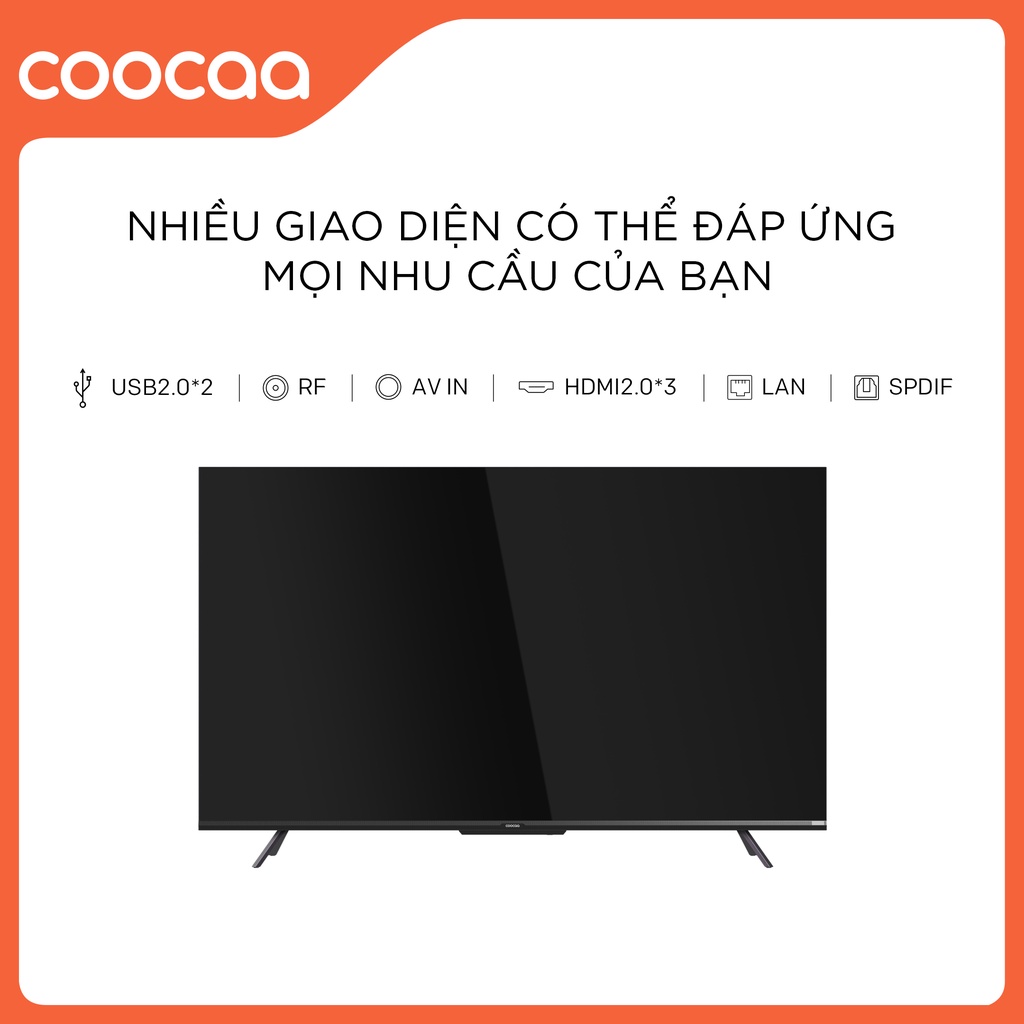 coocaa
NHIỀU GIAO DIỆN CÓ THỂ ĐÁP ỨNG
MỌI NHU CẦU CỦA BẠN
USB2.0*2 | RF | AV IN | HDMI2.0*3 | LAN | SPDIF
coocaa